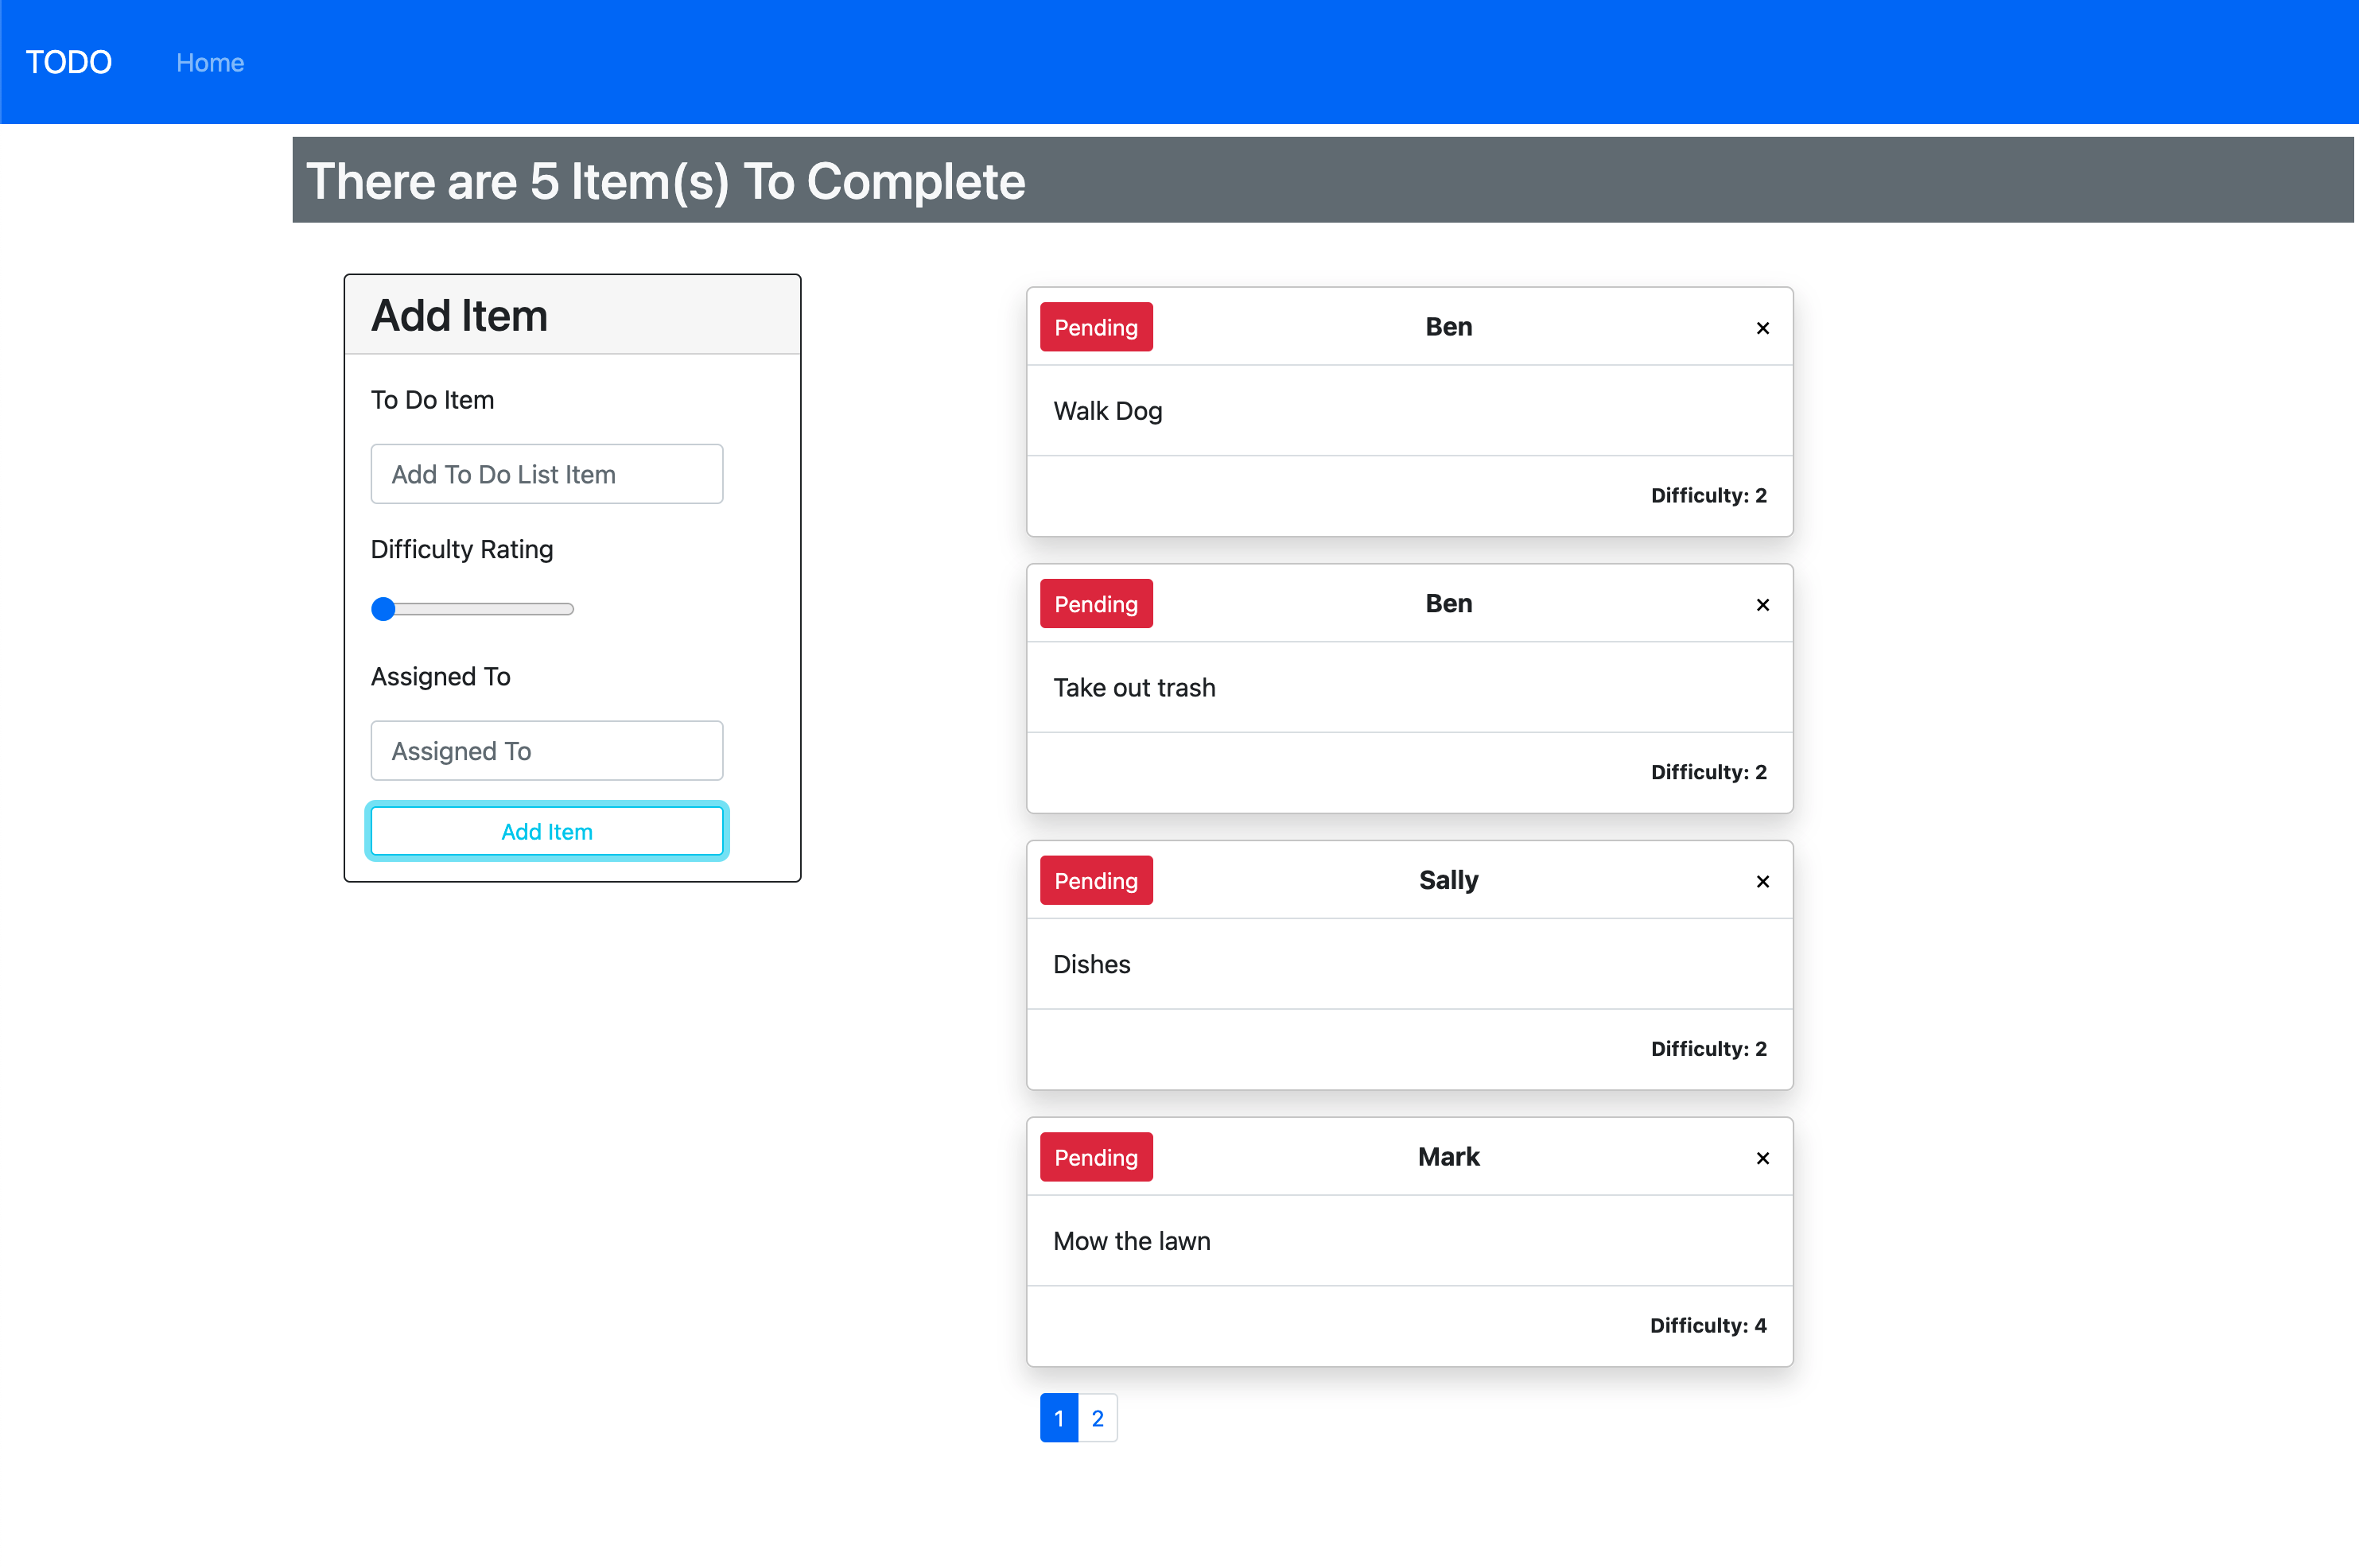 TODO Home
There are 5 Item(s) To Complete
Add Item
To Do Item
Add To Do List Item
Difficulty Rating
Assigned To
Assigned To
Add Item
Pending Ben ×
Walk Dog
Difficulty: 2
Pending Ben ×
Take out trash
Difficulty: 2
Pending Sally ×
Dishes
Difficulty: 2
Pending Mark ×
Mow the lawn
Difficulty: 4
1 2